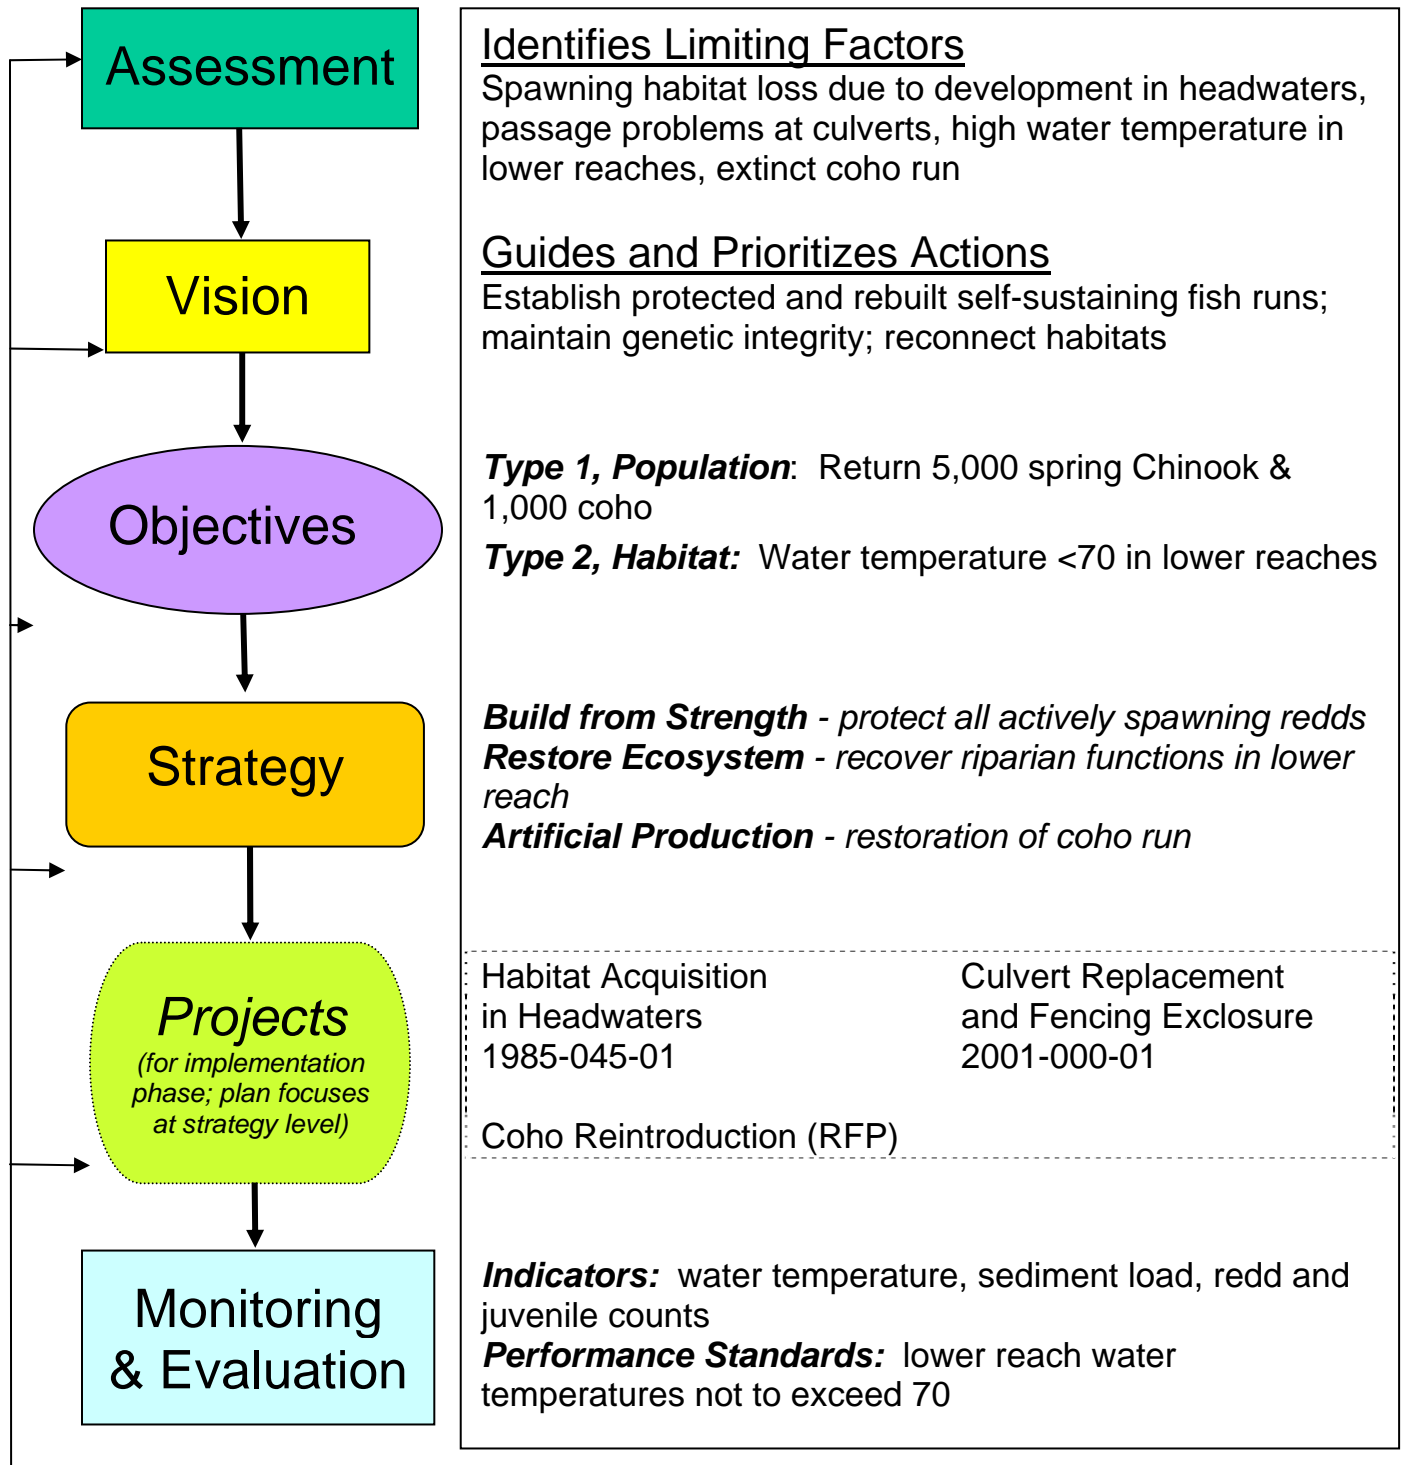 Assessment
Identifies Limiting Factors
Spawning habitat loss due to development in headwaters,
passage problems at culverts, high water temperature in
lower reaches, extinct coho run
Vision
Guides and Prioritizes Actions
Establish protected and rebuilt self-sustaining fish runs;
maintain genetic integrity; reconnect habitats
Objectives
Type 1, Population: Return 5,000 spring Chinook &
1,000 coho
Type 2, Habitat: Water temperature <70 in lower reaches
Strategy
Build from Strength - protect all actively spawning redds
Restore Ecosystem - recover riparian functions in lower
reach
Artificial Production - restoration of coho run
Projects
(for implementation
phase; plan focuses
at strategy level)
Habitat Acquisition
in Headwaters
1985-045-01
Culvert Replacement
and Fencing Exclosure
2001-000-01
Coho Reintroduction (RFP)
Monitoring
& Evaluation
Indicators: water temperature, sediment load, redd and
juvenile counts
Performance Standards: lower reach water
temperatures not to exceed 70